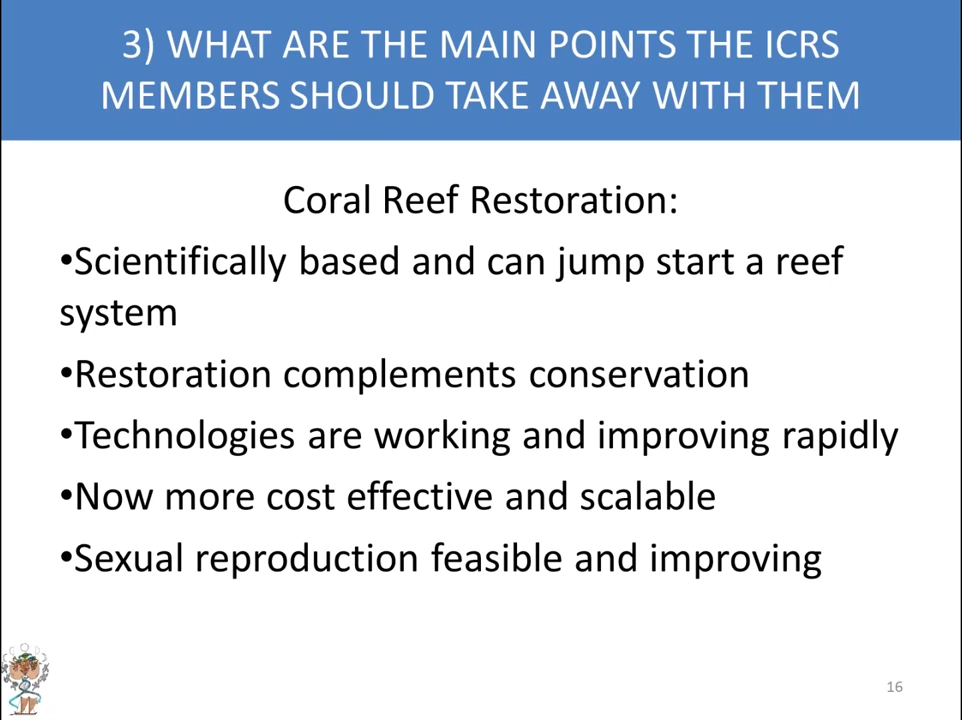 3) WHAT ARE THE MAIN POINTS THE ICRS
MEMBERS SHOULD TAKE AWAY WITH THEM
Coral Reef Restoration:
•Scientifically based and can jump start a reef
system
•Restoration complements conservation
•Technologies are working and improving rapidly
•Now more cost effective and scalable
•Sexual reproduction feasible and improving
16